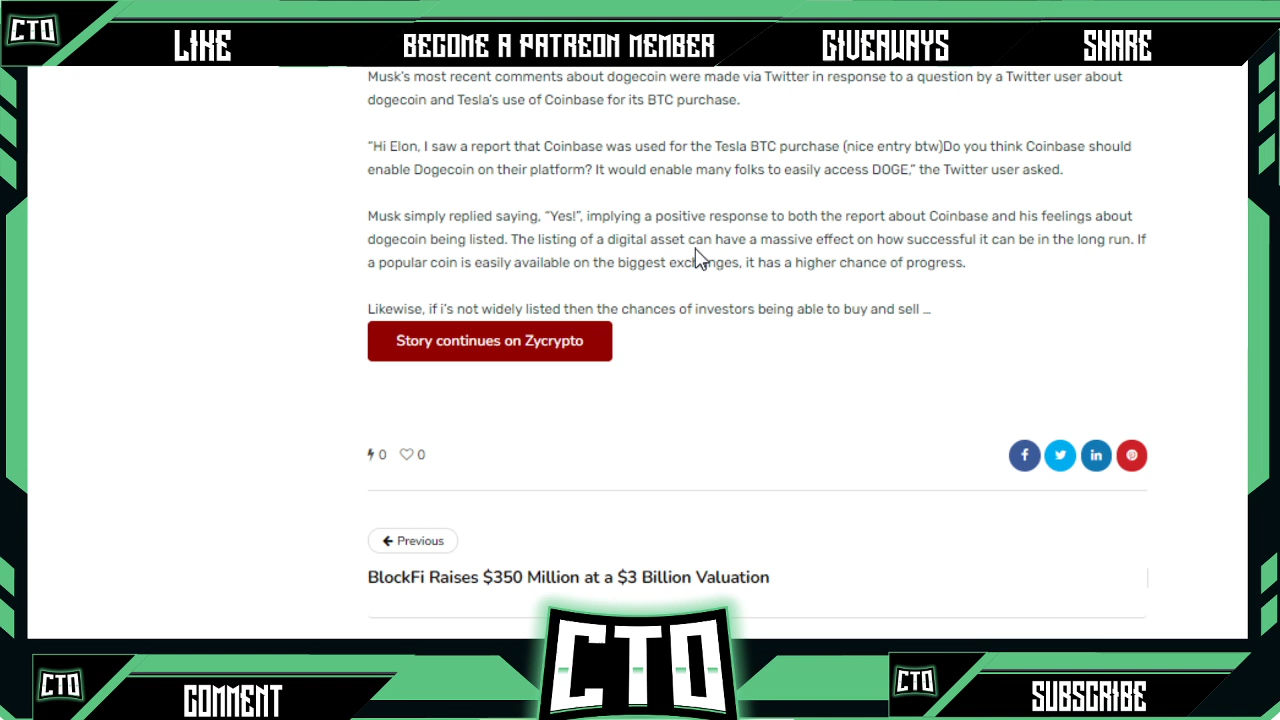 CTO
LIKE
BECOME A PATREON MEMBER
GIVEAWAYS
SHARE
Musk's most recent comments about dogecoin were made via Twitter in response to a question by a Twitter user about
dogecoin and Tesla's use of Coinbase for its BTC purchase.
“Hi Elon, I saw a report that Coinbase was used for the Tesla BTC purchase (nice entry btw)Do you think Coinbase should
enable Dogecoin on their platform? It would enable many folks to easily access DOGE,” the Twitter user asked.
Musk simply replied saying, “Yes!”, implying a positive response to both the report about Coinbase and his feelings about
dogecoin being listed. The listing of a digital asset can have a massive effect on how successful it can be in the long run. If
a popular coin is easily available on the biggest exchanges, it has a higher chance of progress.
Likewise, if i's not widely listed then the chances of investors being able to buy and sell ...
Story continues on Zycrypto
0 0
Previous
BlockFi Raises $350 Million at a $3 Billion Valuation
CTO
COMMENT
CTO
CTO
SUBSCRIBE